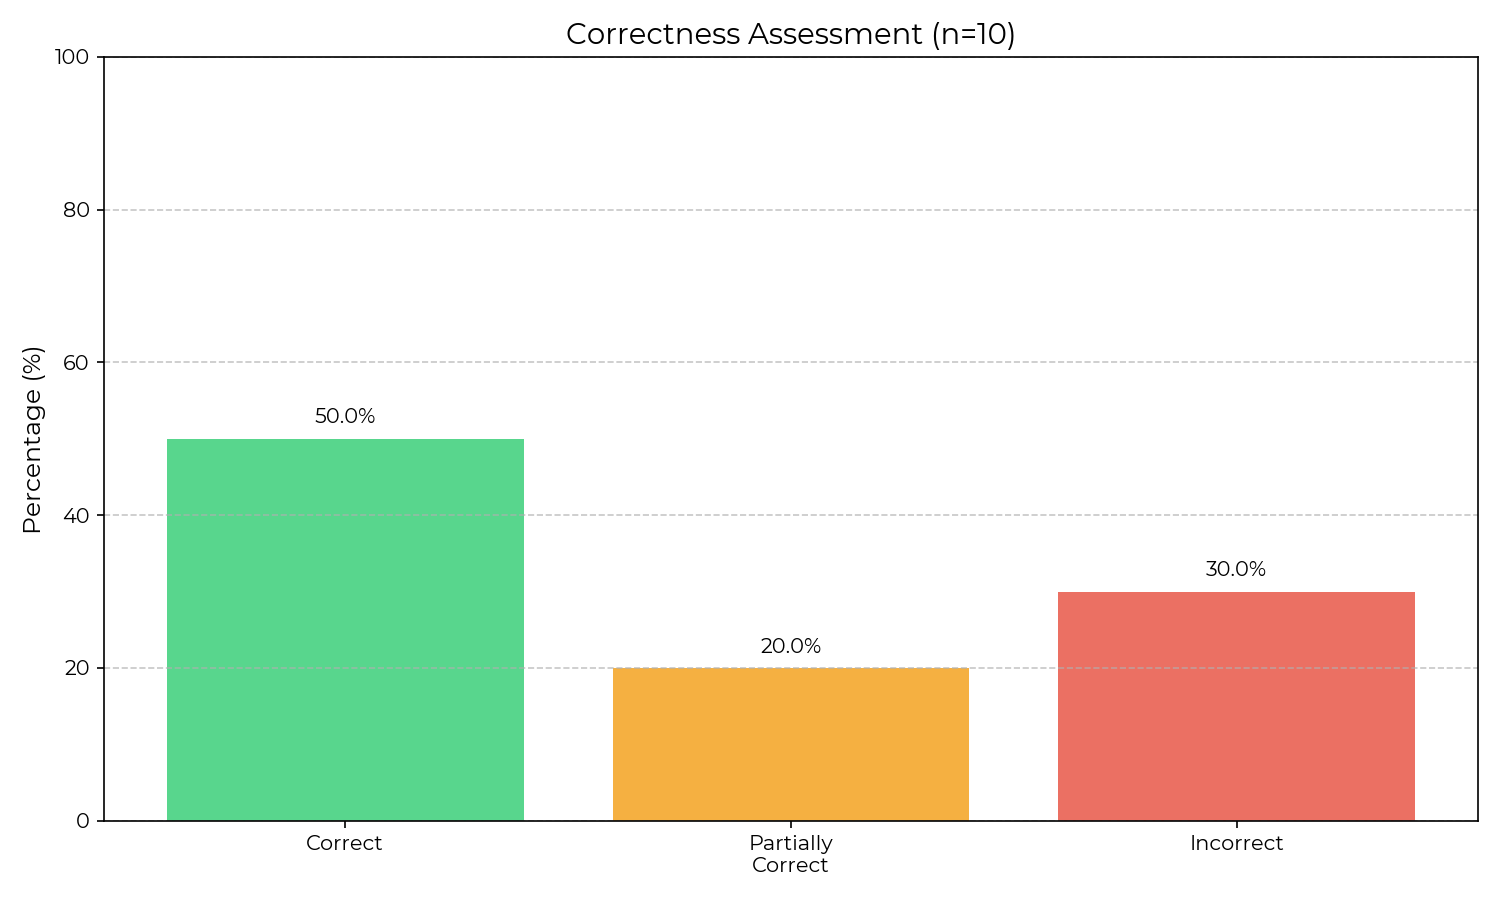 Correctness Assessment (n=10)
100
80
60
40
20
0
Percentage (%)
50.0%
20.0%
30.0%
Correct
Partially
Correct
Incorrect